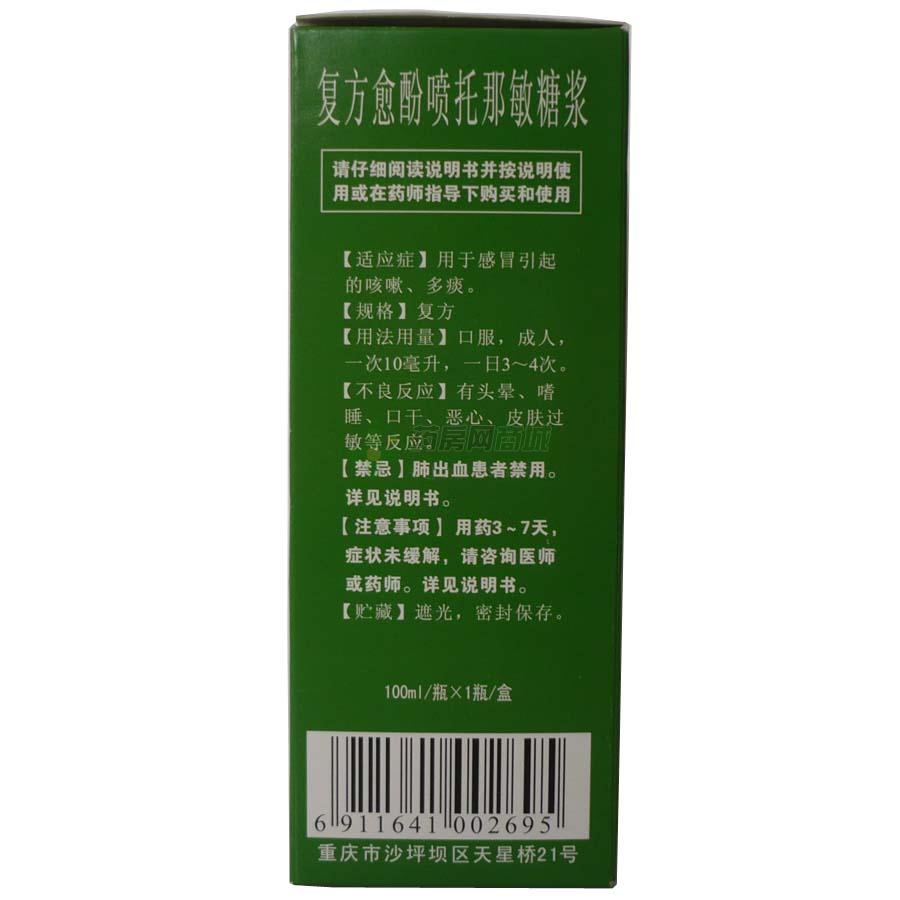 复方愈酚喷托那敏糖浆
请仔细阅读说明书并按说明使
用或在药师指导下购买和使用
【适应症】用于感冒引起
的咳嗽、多痰。
【规格】复方
【用法用量】口服，成人，
一次10毫升，一日3～4次。
【不良反应】有头晕、嗜
睡、口干、恶心、皮肤过
敏等反应。
药房网商城
【禁忌】肺出血患者禁用。
详见说明书。
【注意事项】用药3～7天，
症状未缓解，请咨询医师
或药师。详见说明书。
【贮藏】遮光，密封保存。
100ml/瓶×1瓶/盒
6 911641 002695
重庆市沙坪坝区天星桥21号